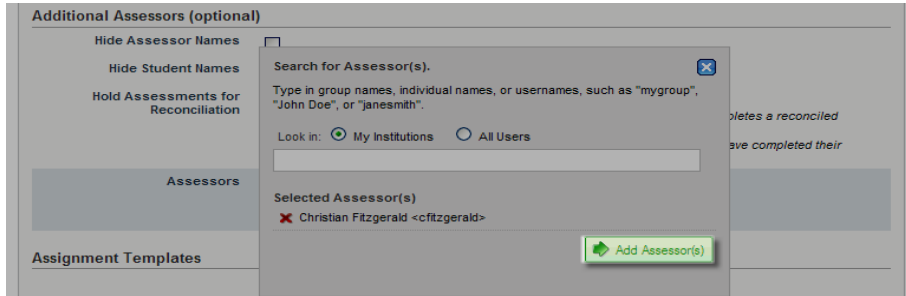 Additional Assessors (optional)
Hide Assessor Names
Hide Student Names
Hold Assessments for
Reconciliation
pletes a reconciled
ave completed their
Assessors
Assignment Templates
Search for Assessor(s).
Type in group names, individual names, or usernames, such as "mygroup",
"John Doe", or "janesmith".
Look in: My Institutions All Users
Selected Assessor(s)
Christian Fitzgerald <cfitzgerald>
Add Assessor(s)